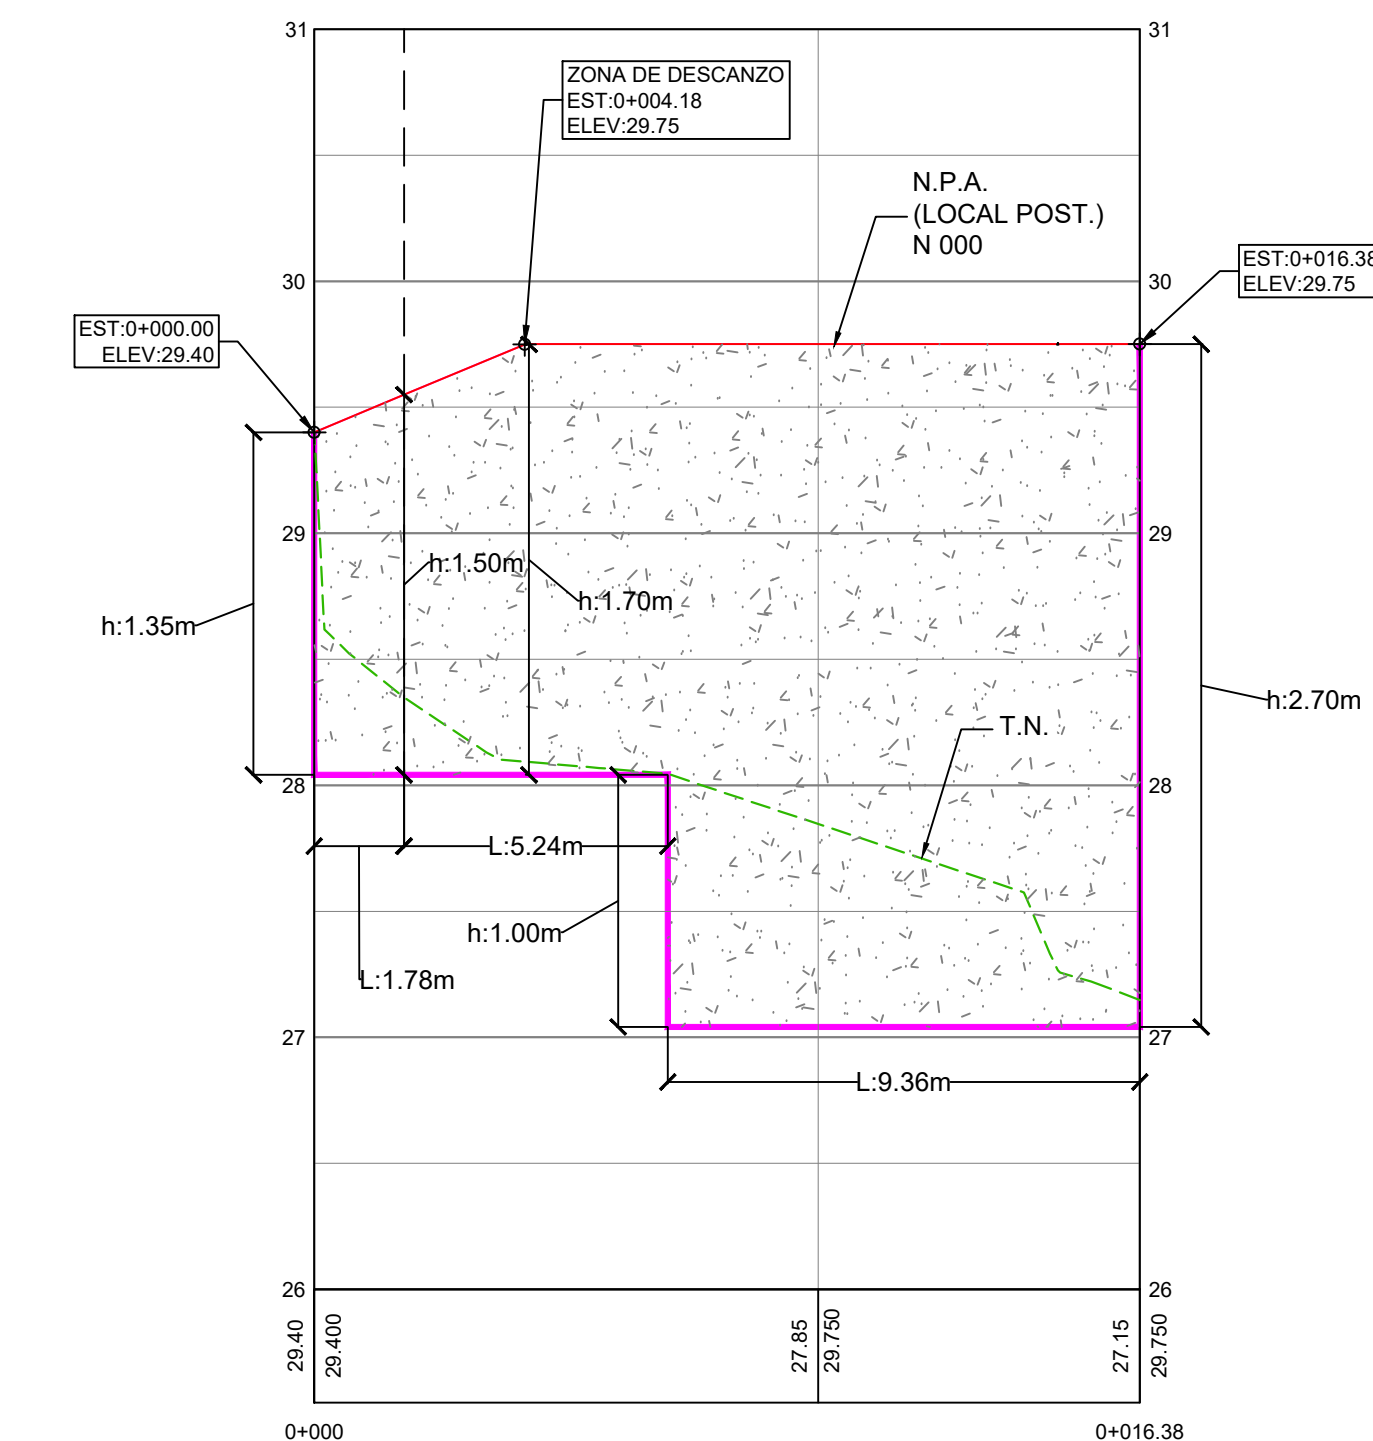 31
31
ZONA DE DESCANZO
EST:0+004.18
ELEV:29.75
N.P.A.
(LOCAL POST.)
N 000
EST:0+016.38
ELEV:29.75
30
30
EST:0+000.00
ELEV:29.40
29
29
h:1.50m
h:1.70m
h:1.35m
h:2.70m
T.N.
28
28
L:5.24m
h:1.00m
L:1.78m
27
27
L:9.36m
26
26
29.40
29.400
27.85
29.750
27.15
29.750
0+000
0+016.38